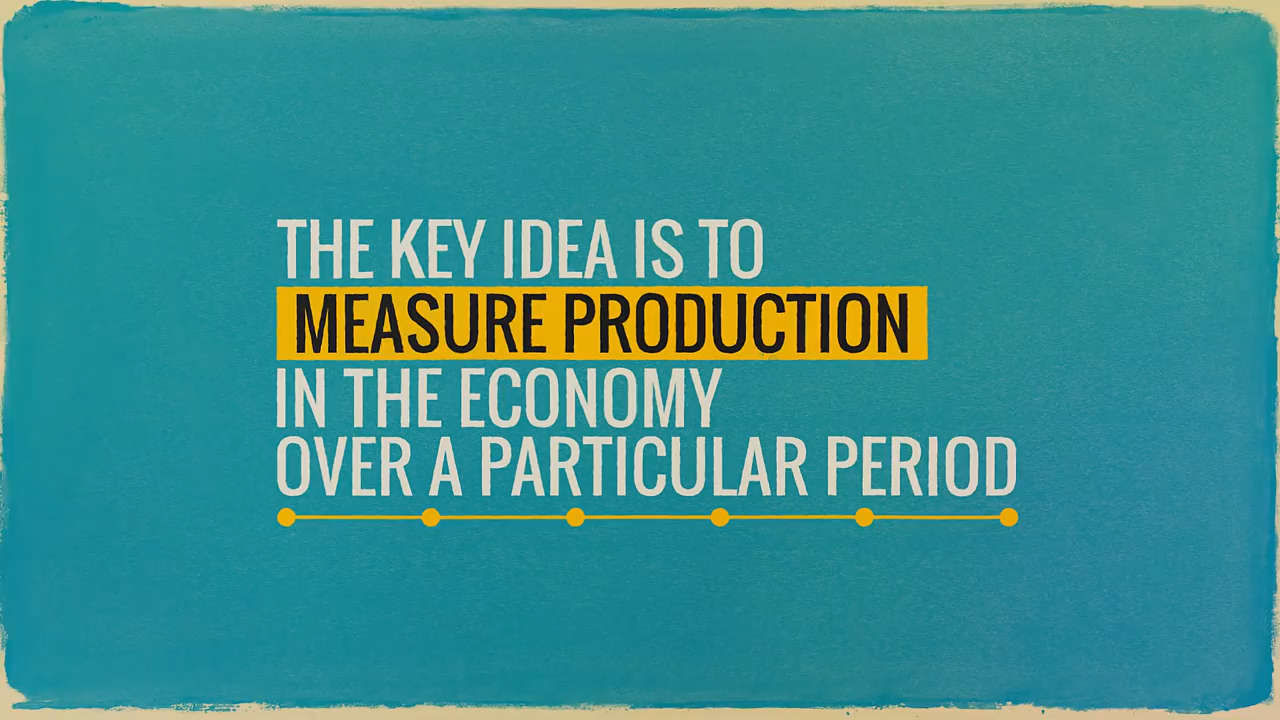 THE KEY IDEA IS TO
MEASURE PRODUCTION
IN THE ECONOMY
OVER A PARTICULAR PERIOD